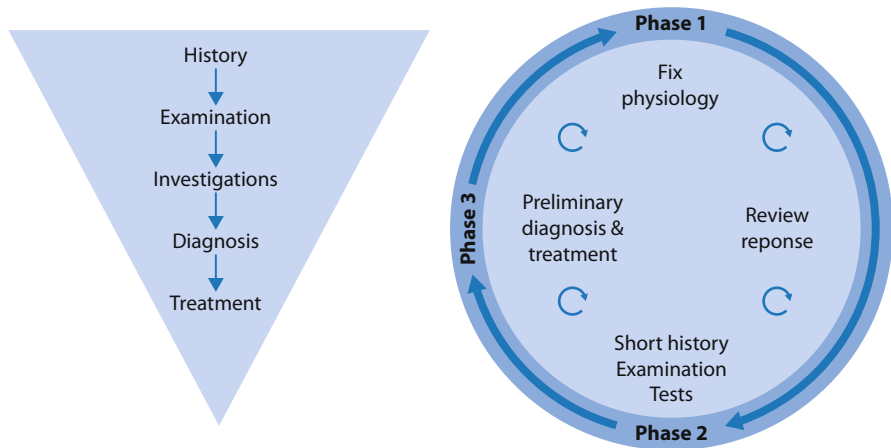 History
Examination
Investigations
Diagnosis
Treatment
Phase 1
Fix
physiology
Phase 3
Preliminary
diagnosis &
treatment
Review
reponse
Short history
Examination
Tests
Phase 2